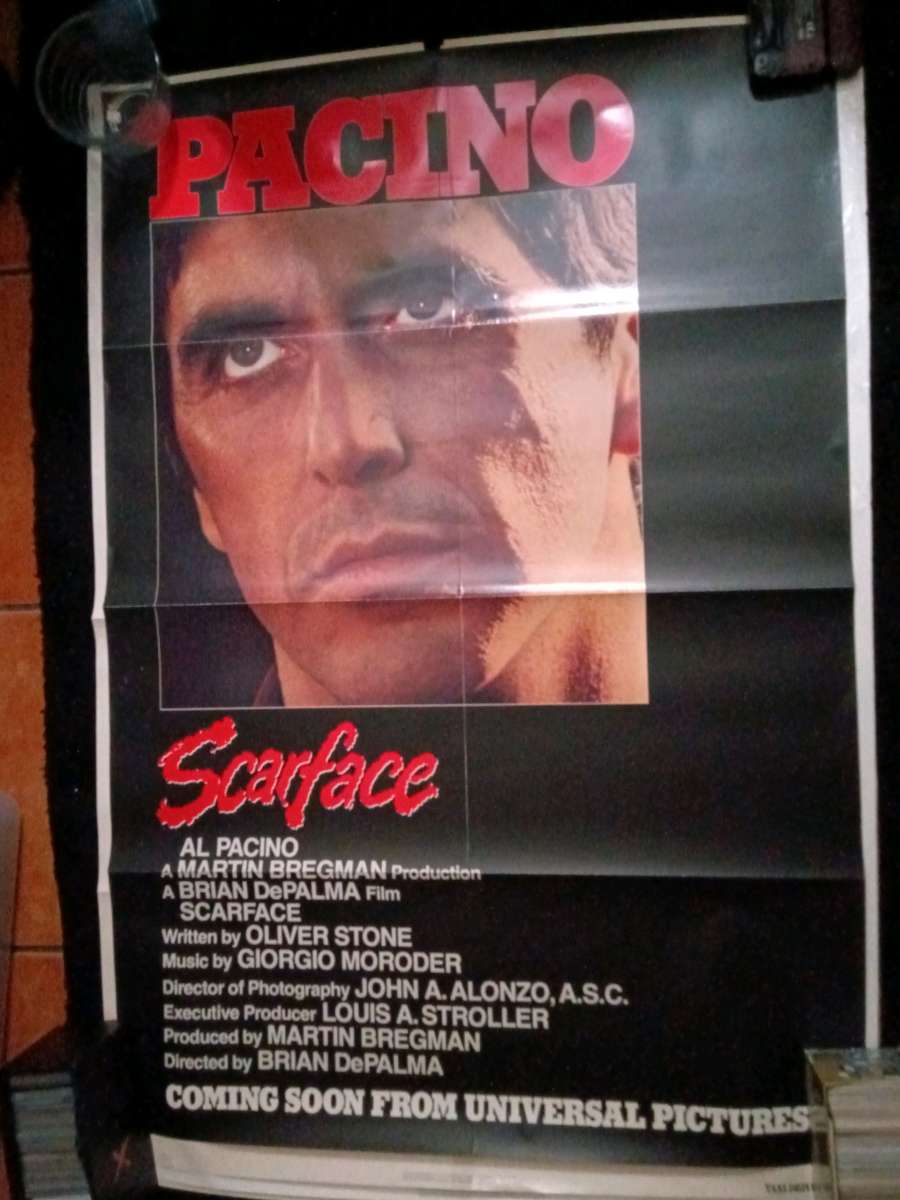 PACINO
Scarface
AL PACINO
A MARTIN BREGMAN Production
A BRIAN DePALMA Film
SCARFACE
Written by OLIVER STONE
Music by GIORGIO MORODER
Director of Photography JOHN A. ALONZO, A.S.C.
Executive Producer LOUIS A. STROLLER
Produced by MARTIN BREGMAN
Directed by BRIAN DePALMA
COMING SOON FROM UNIVERSAL PICTURES